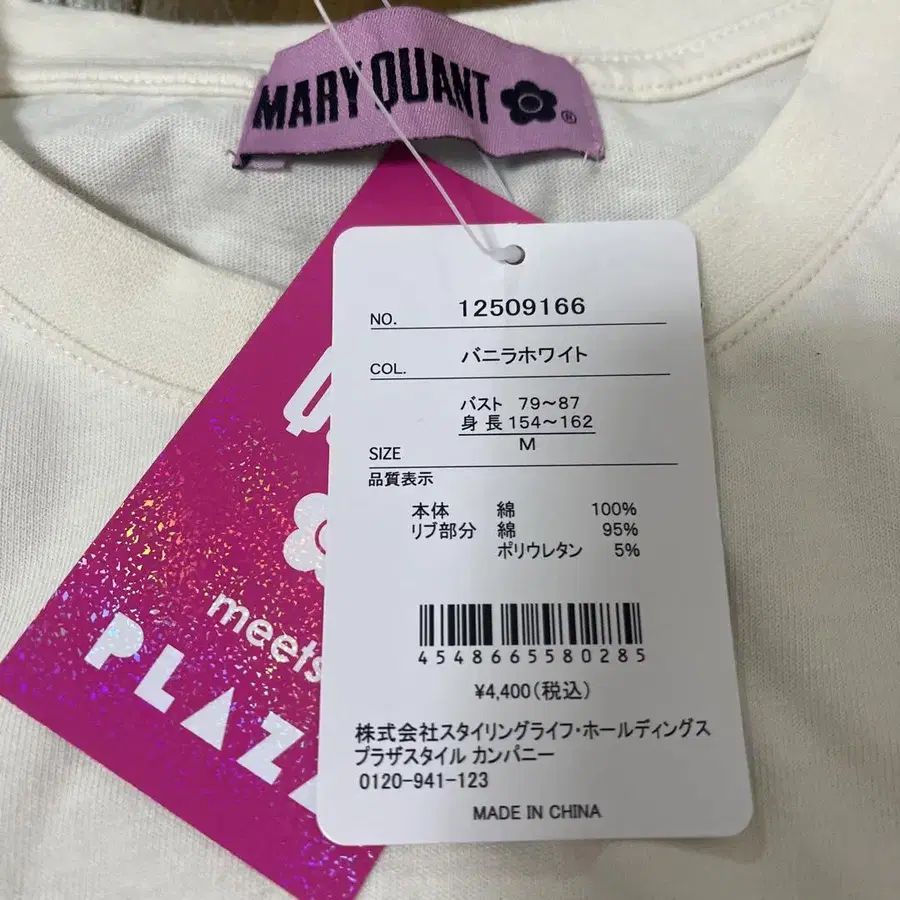 MARY QUANT ®
NO. 12509166
COL. バニラホワイト
バスト 79~87
身長 154~162
SIZE M
品質表示
本体 綿 100%
リブ部分 綿 95%
ポリウレタン 5%
4548665580285
¥4,400(税込)
株式会社スタイリングライフ・ホールディングス
プラザスタイル カンパニー
0120-941-123
MADE IN CHINA
meets
PLAZ